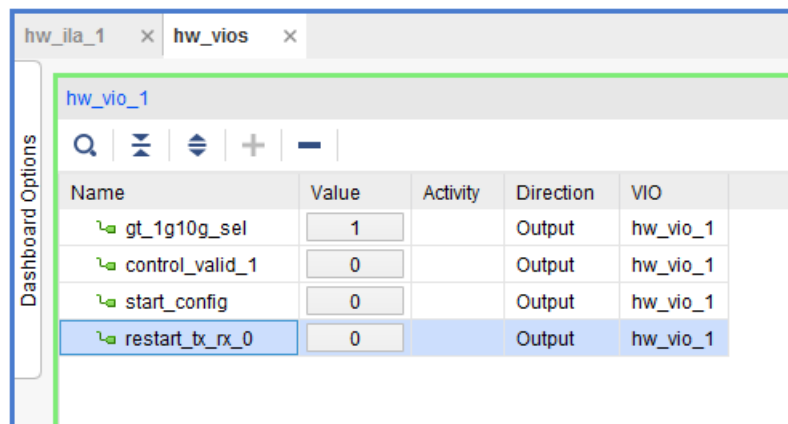 hw_ila_1 × hw_vios ×
Dashboard Options
hw_vio_1
Name Value Activity Direction VIO
gt_1g10g_sel 1 Output hw_vio_1
control_valid_1 0 Output hw_vio_1
start_config 0 Output hw_vio_1
restart_tx_rx_0 0 Output hw_vio_1